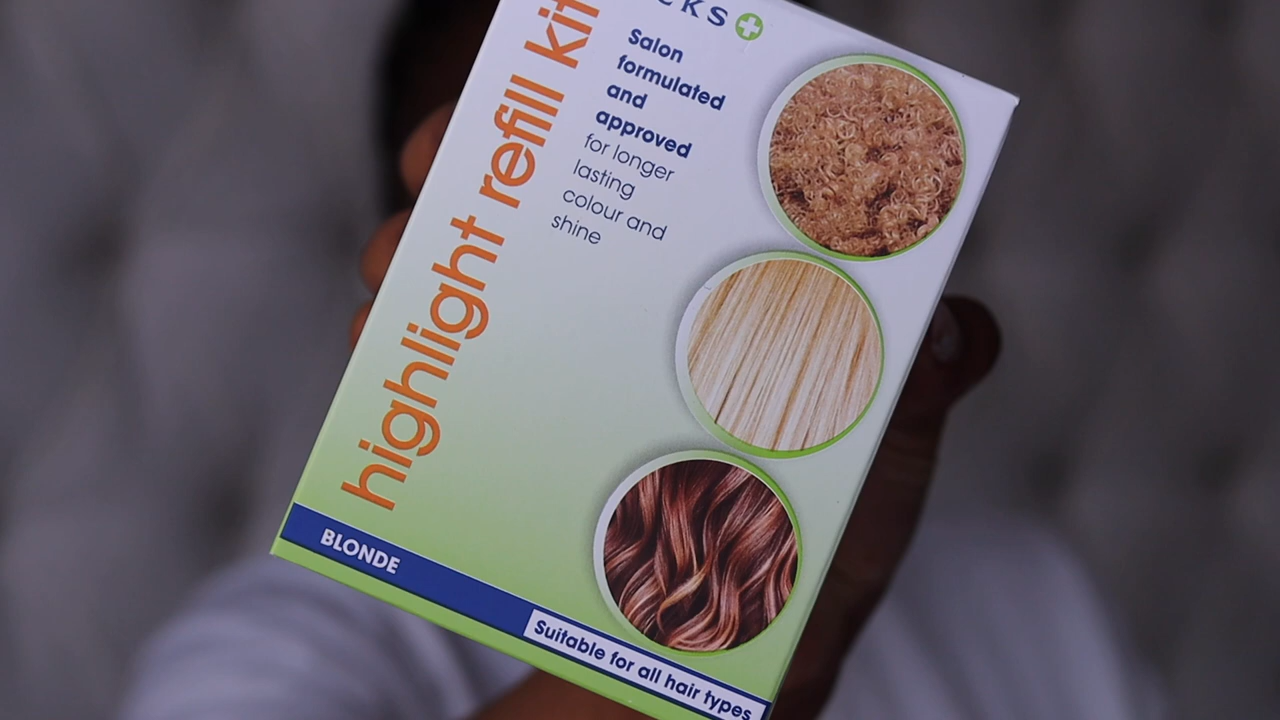 highlight refill kit
Salon
formulated
and
approved
for longer
lasting
colour and
shine
BLONDE
Suitable for all hair types